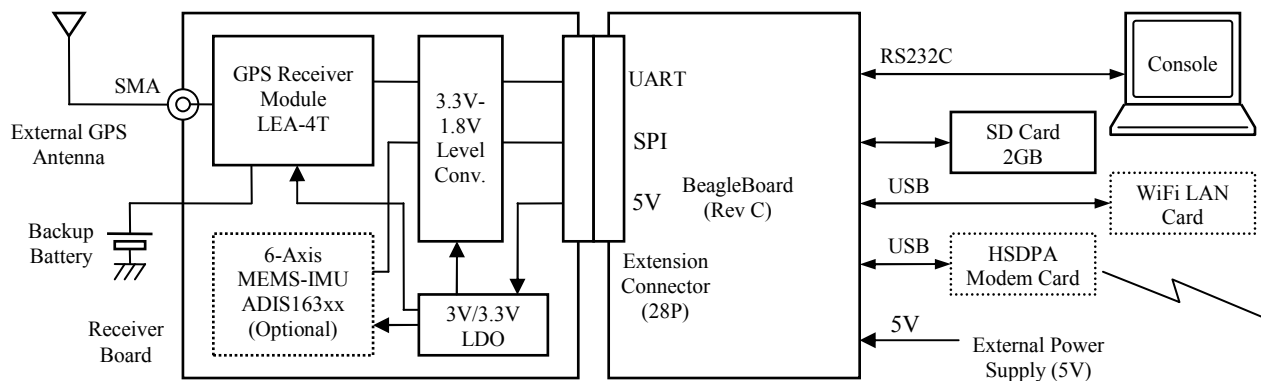 SMA
External GPS
Antenna
Backup
Battery
Receiver
Board
GPS Receiver
Module
LEA-4T
3.3V-
1.8V
Level
Conv.
6-Axis
MEMS-IMU
ADIS163xx
(Optional)
3V/3.3V
LDO
UART
SPI
5V
Extension
Connector
(28P)
BeagleBoard
(Rev C)
RS232C
Console
SD Card
2GB
USB
WiFi LAN
Card
USB
HSDPA
Modem Card
5V
External Power
Supply (5V)